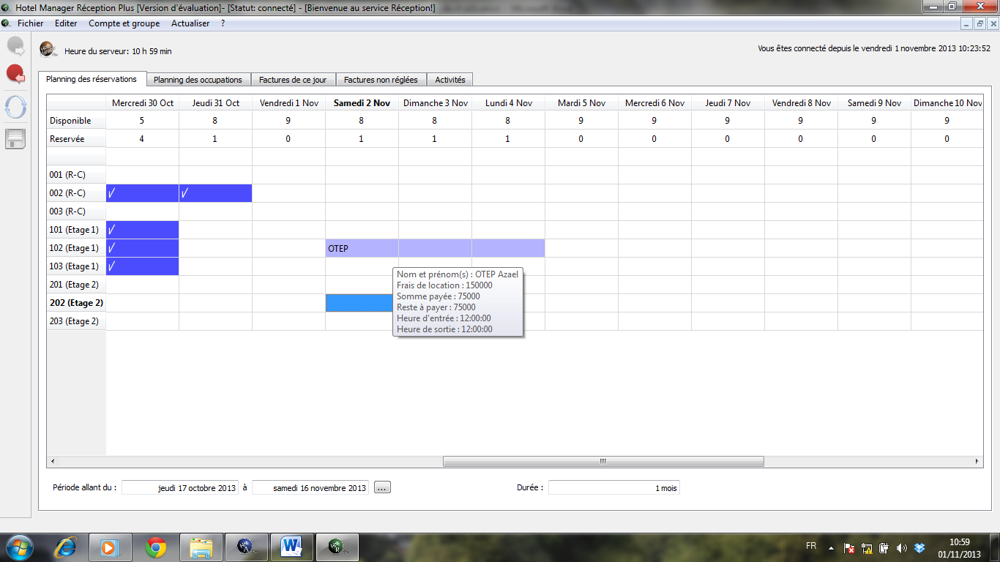 Hotel Manager Réception Plus [Version d'évaluation]- [Statut: connecté] - [Bienvenue au service Réception!]
Fichier Editer Compte et groupe Actualiser ?
Heure du serveur: 10 h 59 min
Vous êtes connecté depuis le vendredi 1 novembre 2013 10:23:52
Planning des réservations Planning des occupations Factures de ce jour Factures non réglées Activités
Mercredi 30 Oct Jeudi 31 Oct Vendredi 1 Nov Samedi 2 Nov Dimanche 3 Nov Lundi 4 Nov Mardi 5 Nov Mercredi 6 Nov Jeudi 7 Nov Vendredi 8 Nov Samedi 9 Nov Dimanche 10 Nov
Disponible 5 8 9 8 8 8 9 9 9 9 9 9
Reservée 4 1 0 1 1 1 0 0 0 0 0 0
001 (R-C)
002 (R-C) √ √
003 (R-C)
101 (Etage 1) √
102 (Etage 1) √ OTEP
103 (Etage 1) √
201 (Etage 2)
202 (Etage 2)
203 (Etage 2)
Nom et prénom(s) : OTEP Azael
Frais de location : 150000
Somme payée : 75000
Reste à payer : 75000
Heure d'entrée : 12:00:00
Heure de sortie : 12:00:00
Période allant du : jeudi 17 octobre 2013 à samedi 16 novembre 2013 ... Durée : 1 mois
FR 10:59
01/11/2013